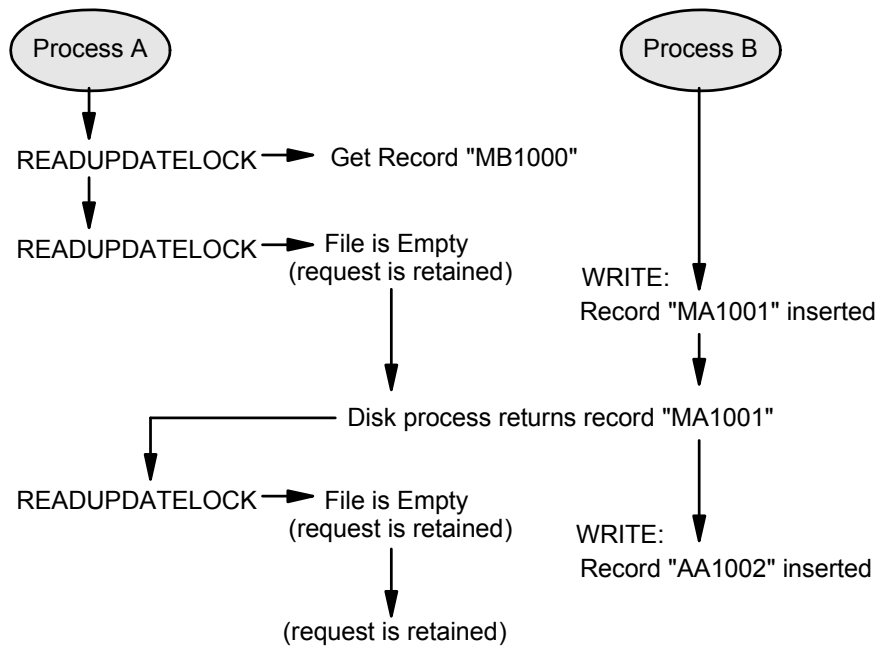 Process A
Process B
READUPDATELOCK
Get Record "MB1000"
READUPDATELOCK
File is Empty
(request is retained)
WRITE:
Record "MA1001" inserted
Disk process returns record "MA1001"
READUPDATELOCK
File is Empty
(request is retained)
WRITE:
Record "AA1002" inserted
(request is retained)